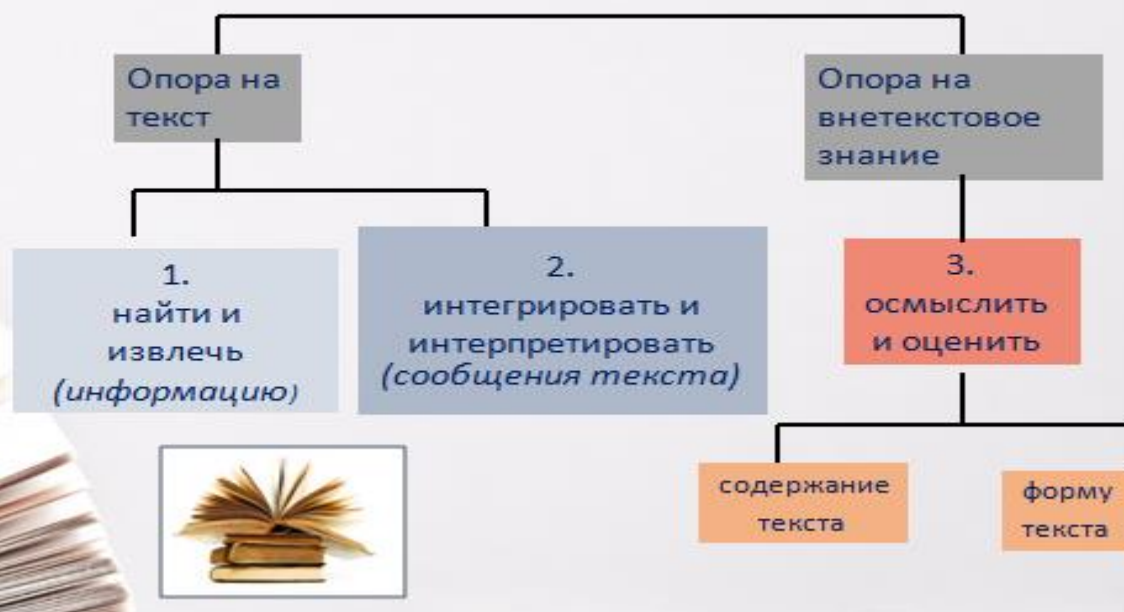 Опора на
текст
Опора на
внетекстовое
знание
1.
найти и
извлечь
(информацию)
2.
интегрировать и
интерпретировать
(сообщения текста)
3.
осмыслить
и оценить
содержание
текста
форму
текста